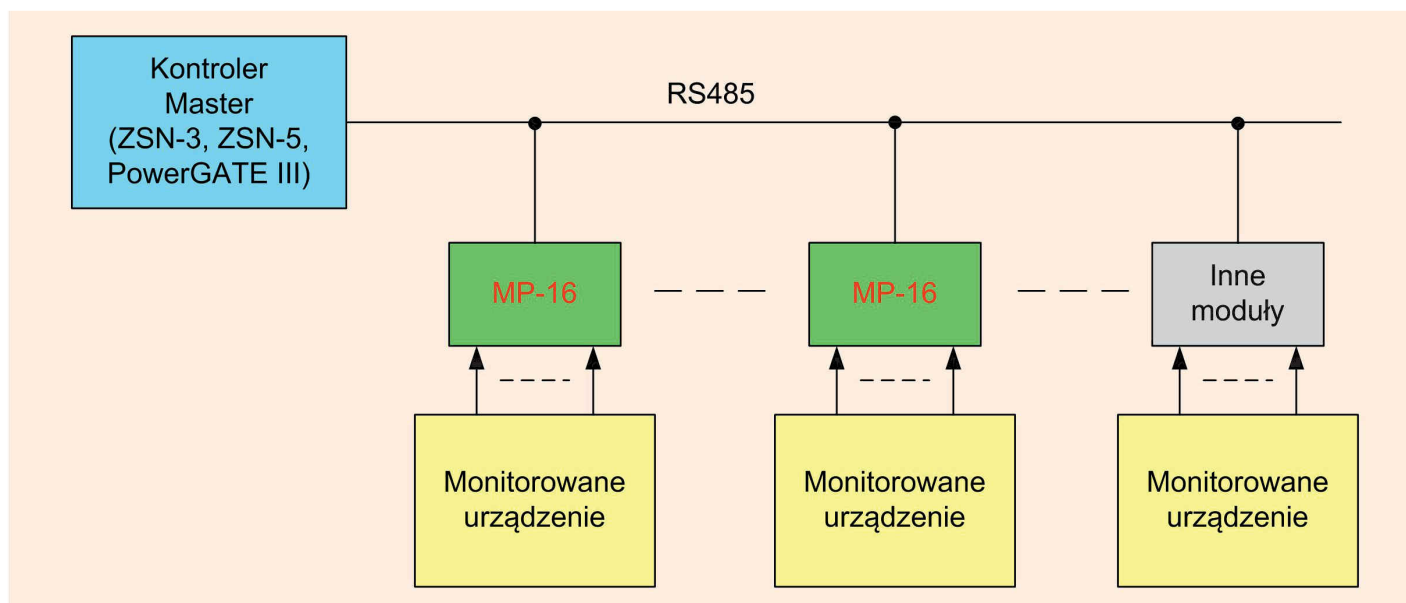 Kontroler
Master
(ZSN-3, ZSN-5,
PowerGATE III)
RS485
MP-16
MP-16
Inne
moduły
Monitorowane
urządzenie
Monitorowane
urządzenie
Monitorowane
urządzenie